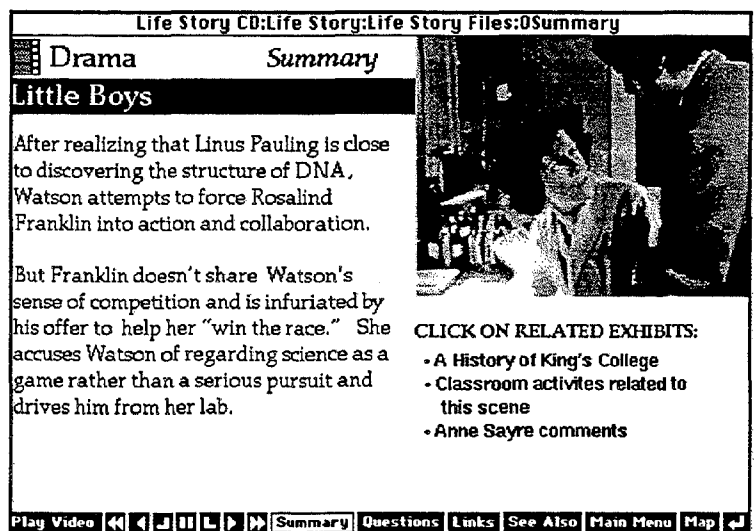 Life Story CD:Life Story:Life Story Files:OSummary
Drama
Summary
Little Boys
After realizing that Linus Pauling is close
to discovering the structure of DNA,
Watson attempts to force Rosalind
Franklin into action and collaboration.
But Franklin doesn't share Watson's
sense of competition and is infuriated by
his offer to help her "win the race." She
accuses Watson of regarding science as a
game rather than a serious pursuit and
drives him from her lab.
CLICK ON RELATED EXHIBITS:
• A History of King's College
• Classroom activites related to
this scene
• Anne Sayre comments
Play Video Summary Questions Links See Also Main Menu Map